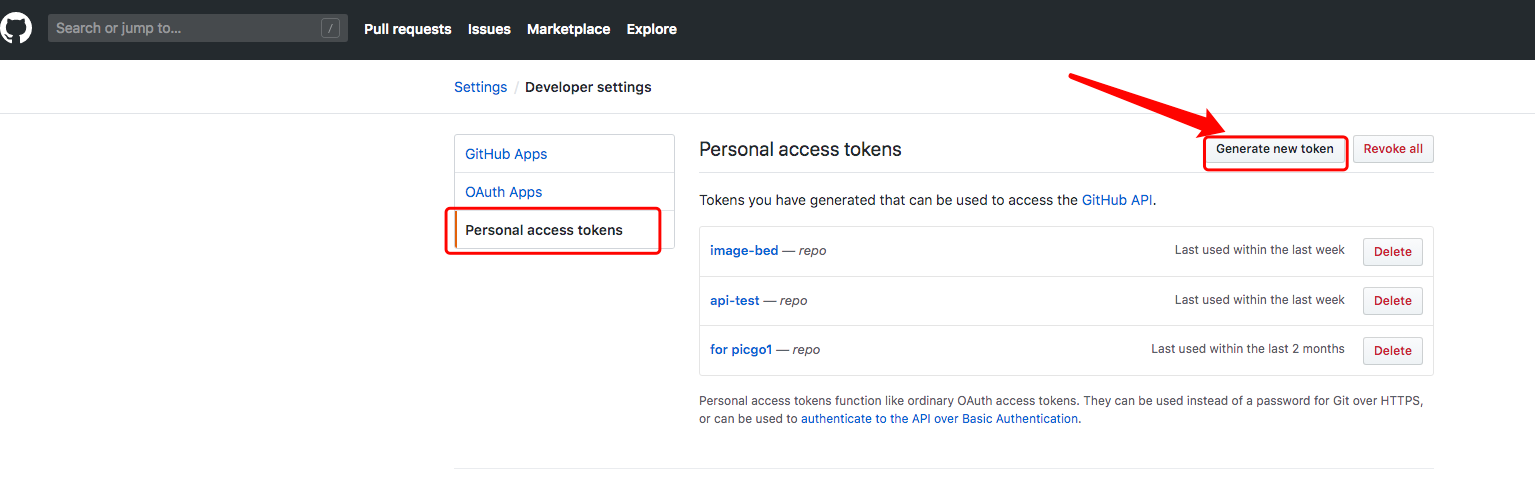 Search or jump to... /
Pull requests Issues Marketplace Explore
Settings / Developer settings
GitHub Apps
OAuth Apps
Personal access tokens
Personal access tokens
Generate new token Revoke all
Tokens you have generated that can be used to access the GitHub API.
image-bed — repo Last used within the last week Delete
api-test — repo Last used within the last week Delete
for picgo1 — repo Last used within the last 2 months Delete
Personal access tokens function like ordinary OAuth access tokens. They can be used instead of a password for Git over HTTPS,
or can be used to authenticate to the API over Basic Authentication.